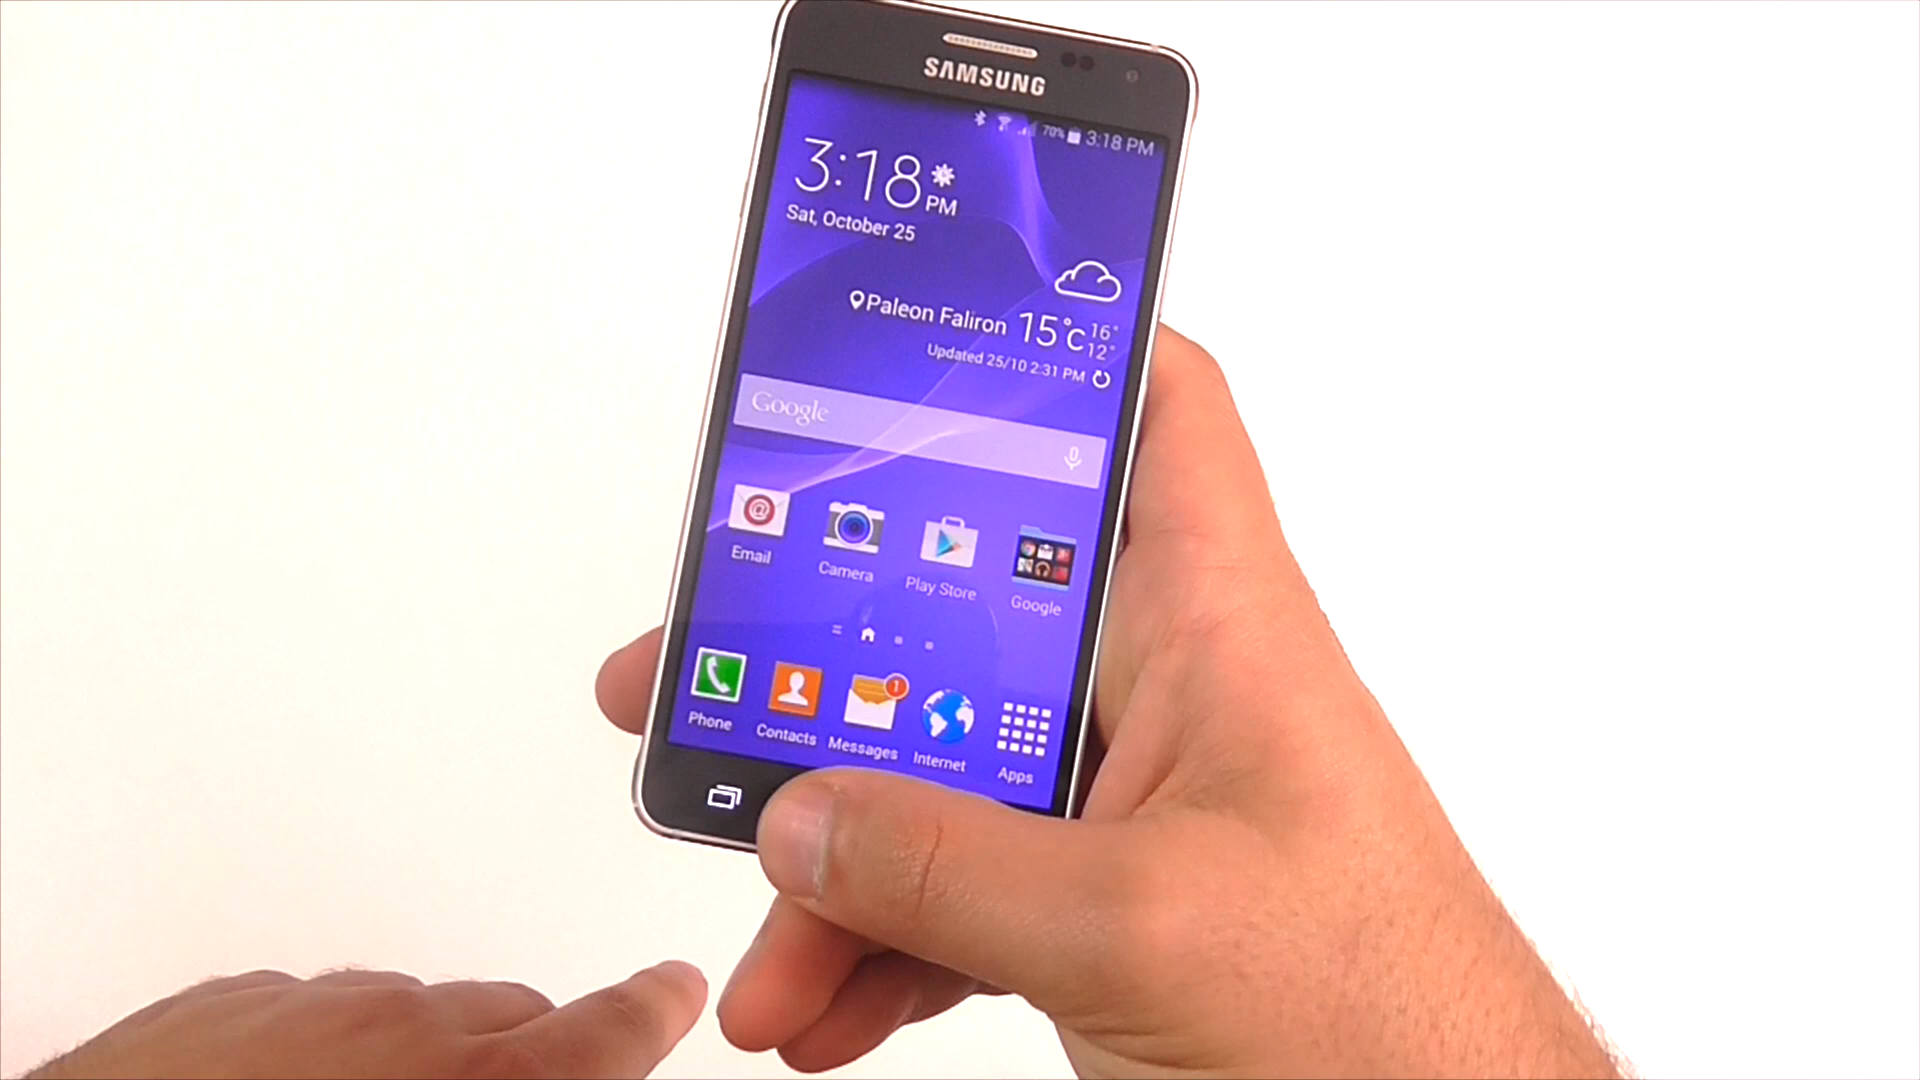 SAMSUNG
70% 3:18 PM
3:18 PM
Sat, October 25
Paleon Faliron 15°C 16°
12°
Updated 25/10 2:31 PM
Google
Email Camera Play Store Google
1
Phone Contacts Messages Internet Apps